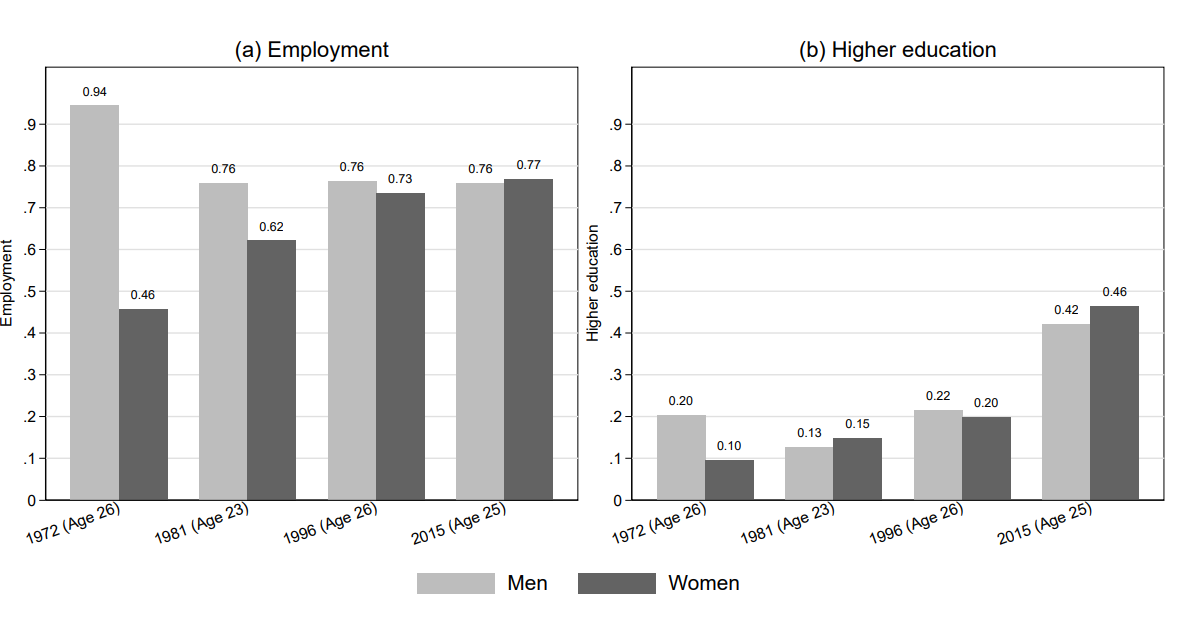 (a) Employment
Employment
.9
.8
.7
.6
.5
.4
.3
.2
.1
0
0.94
0.46
0.76
0.62
0.76
0.73
0.76
0.77
1972 (Age 26)
1981 (Age 23)
1996 (Age 26)
2015 (Age 25)
(b) Higher education
Higher education
.9
.8
.7
.6
.5
.4
.3
.2
.1
0
0.20
0.10
0.13
0.15
0.22
0.20
0.42
0.46
1972 (Age 26)
1981 (Age 23)
1996 (Age 26)
2015 (Age 25)
Men
Women